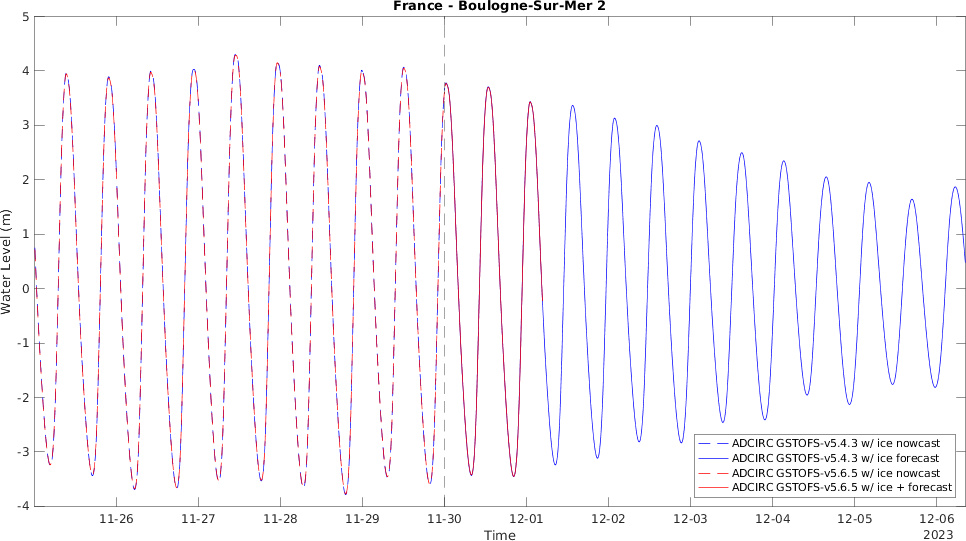 France - Boulogne-Sur-Mer 2
5
4
3
2
1
0
-1
-2
-3
-4
Water Level (m)
ADCIRC GSTOFS-v5.4.3 w/ ice nowcast
ADCIRC GSTOFS-v5.4.3 w/ ice forecast
ADCIRC GSTOFS-v5.6.5 w/ ice nowcast
ADCIRC GSTOFS-v5.6.5 w/ ice + forecast
11-26 11-27 11-28 11-29 11-30 12-01 12-02 12-03 12-04 12-05 12-06
Time 2023